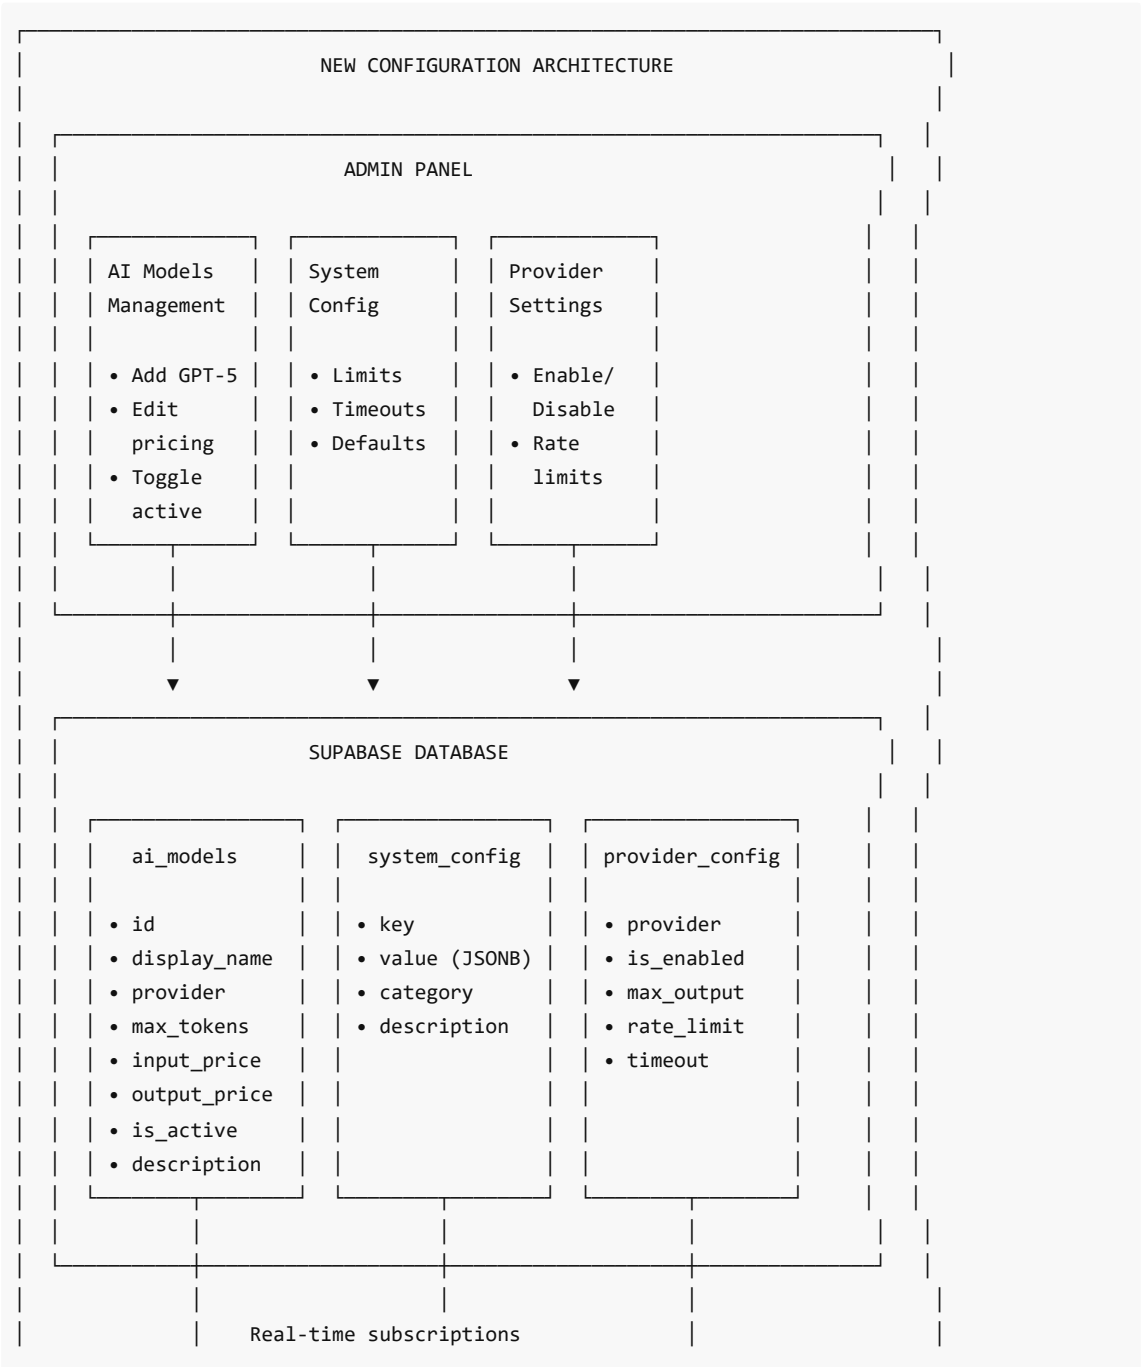 NEW CONFIGURATION ARCHITECTURE
ADMIN PANEL
AI Models
Management
• Add GPT-5
• Edit
pricing
• Toggle
active
System
Config
• Limits
• Timeouts
• Defaults
Provider
Settings
• Enable/
Disable
• Rate
limits
SUPABASE DATABASE
ai_models
• id
• display_name
• provider
• max_tokens
• input_price
• output_price
• is_active
• description
system_config
• key
• value (JSONB)
• category
• description
provider_config
• provider
• is_enabled
• max_output
• rate_limit
• timeout
Real-time subscriptions